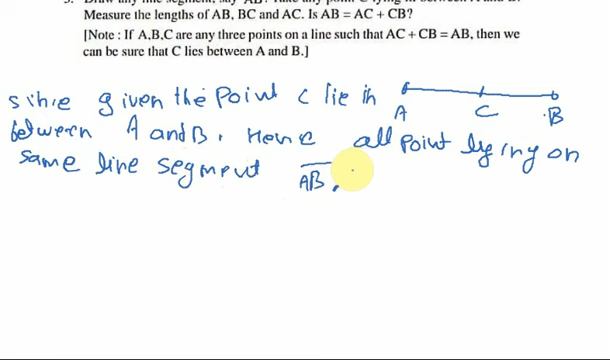 Measure the lengths of AB, BC and AC. Is AB = AC + CB?
[Note : If A,B,C are any three points on a line such that AC + CB = AB, then we
can be sure that C lies between A and B.]
since given the Point C lie in
A C B
between A and B. Henc all point lying on
same line segment AB.